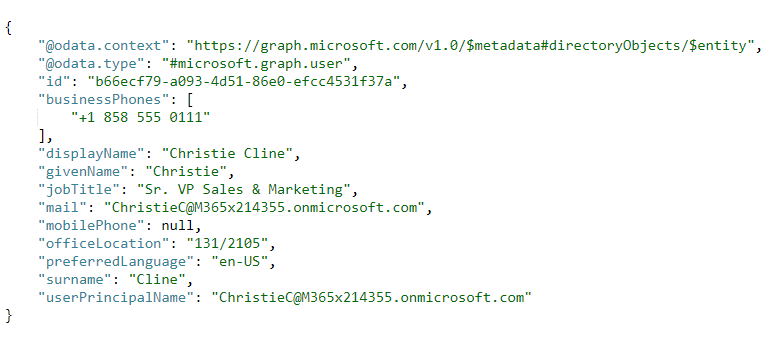 {
"@odata.context": "https://graph.microsoft.com/v1.0/$metadata#directoryObjects/$entity",
"@odata.type": "#microsoft.graph.user",
"id": "b66ecf79-a093-4d51-86e0-efcc4531f37a",
"businessPhones": [
"+1 858 555 0111"
],
"displayName": "Christie Cline",
"givenName": "Christie",
"jobTitle": "Sr. VP Sales & Marketing",
"mail": "ChristieC@M365x214355.onmicrosoft.com",
"mobilePhone": null,
"officeLocation": "131/2105",
"preferredLanguage": "en-US",
"surname": "Cline",
"userPrincipalName": "ChristieC@M365x214355.onmicrosoft.com"
}